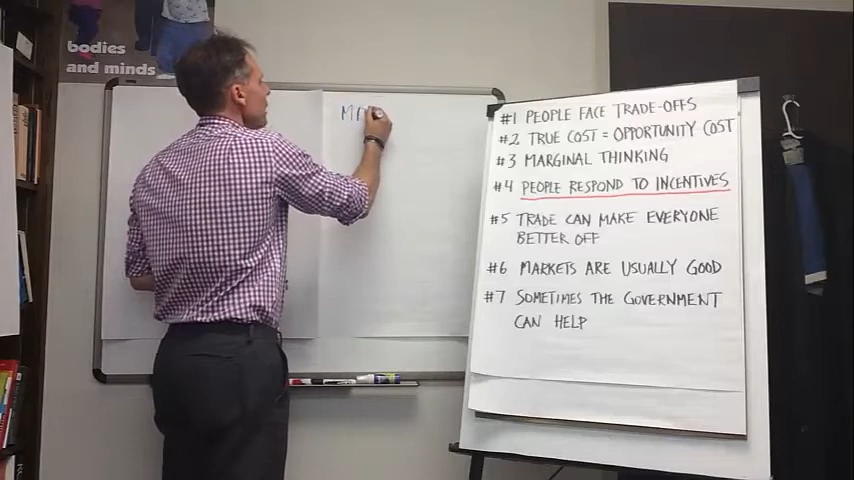 bodies
and minds
#1 PEOPLE FACE TRADE-OFFS
#2 TRUE COST = OPPORTUNITY COST
#3 MARGINAL THINKING
#4 PEOPLE RESPOND TO INCENTIVES
#5 TRADE CAN MAKE EVERYONE
BETTER OFF
#6 MARKETS ARE USUALLY GOOD
#7 SOMETIMES THE GOVERNMENT
CAN HELP